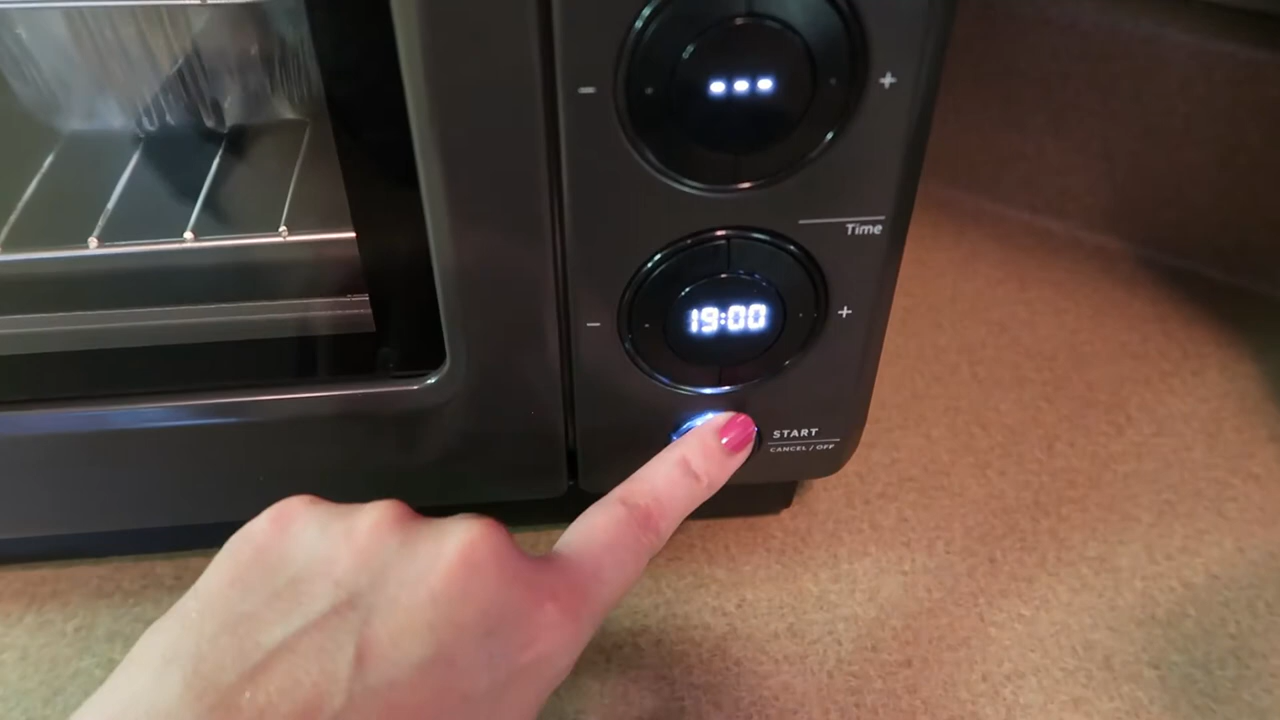 - - -
- +
Time
19:00
- +
START
CANCEL / OFF